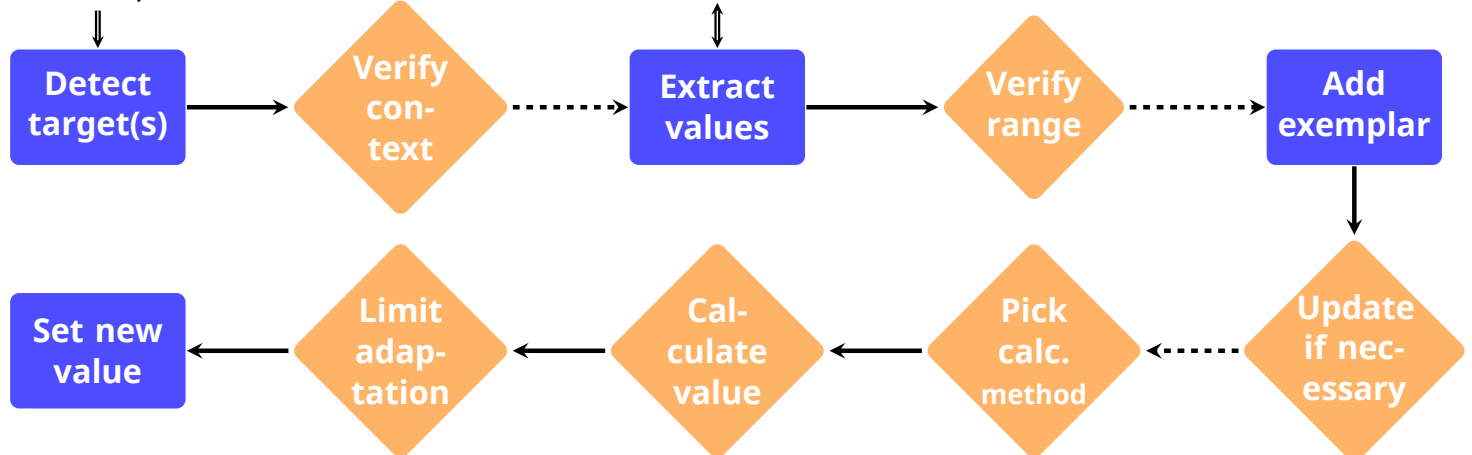 Detect
target(s)
Verify
con-
text
Extract
values
Verify
range
Add
exemplar
Set new
value
Limit
adap-
tation
Cal-
culate
value
Pick
calc.
method
Update
if nec-
essary